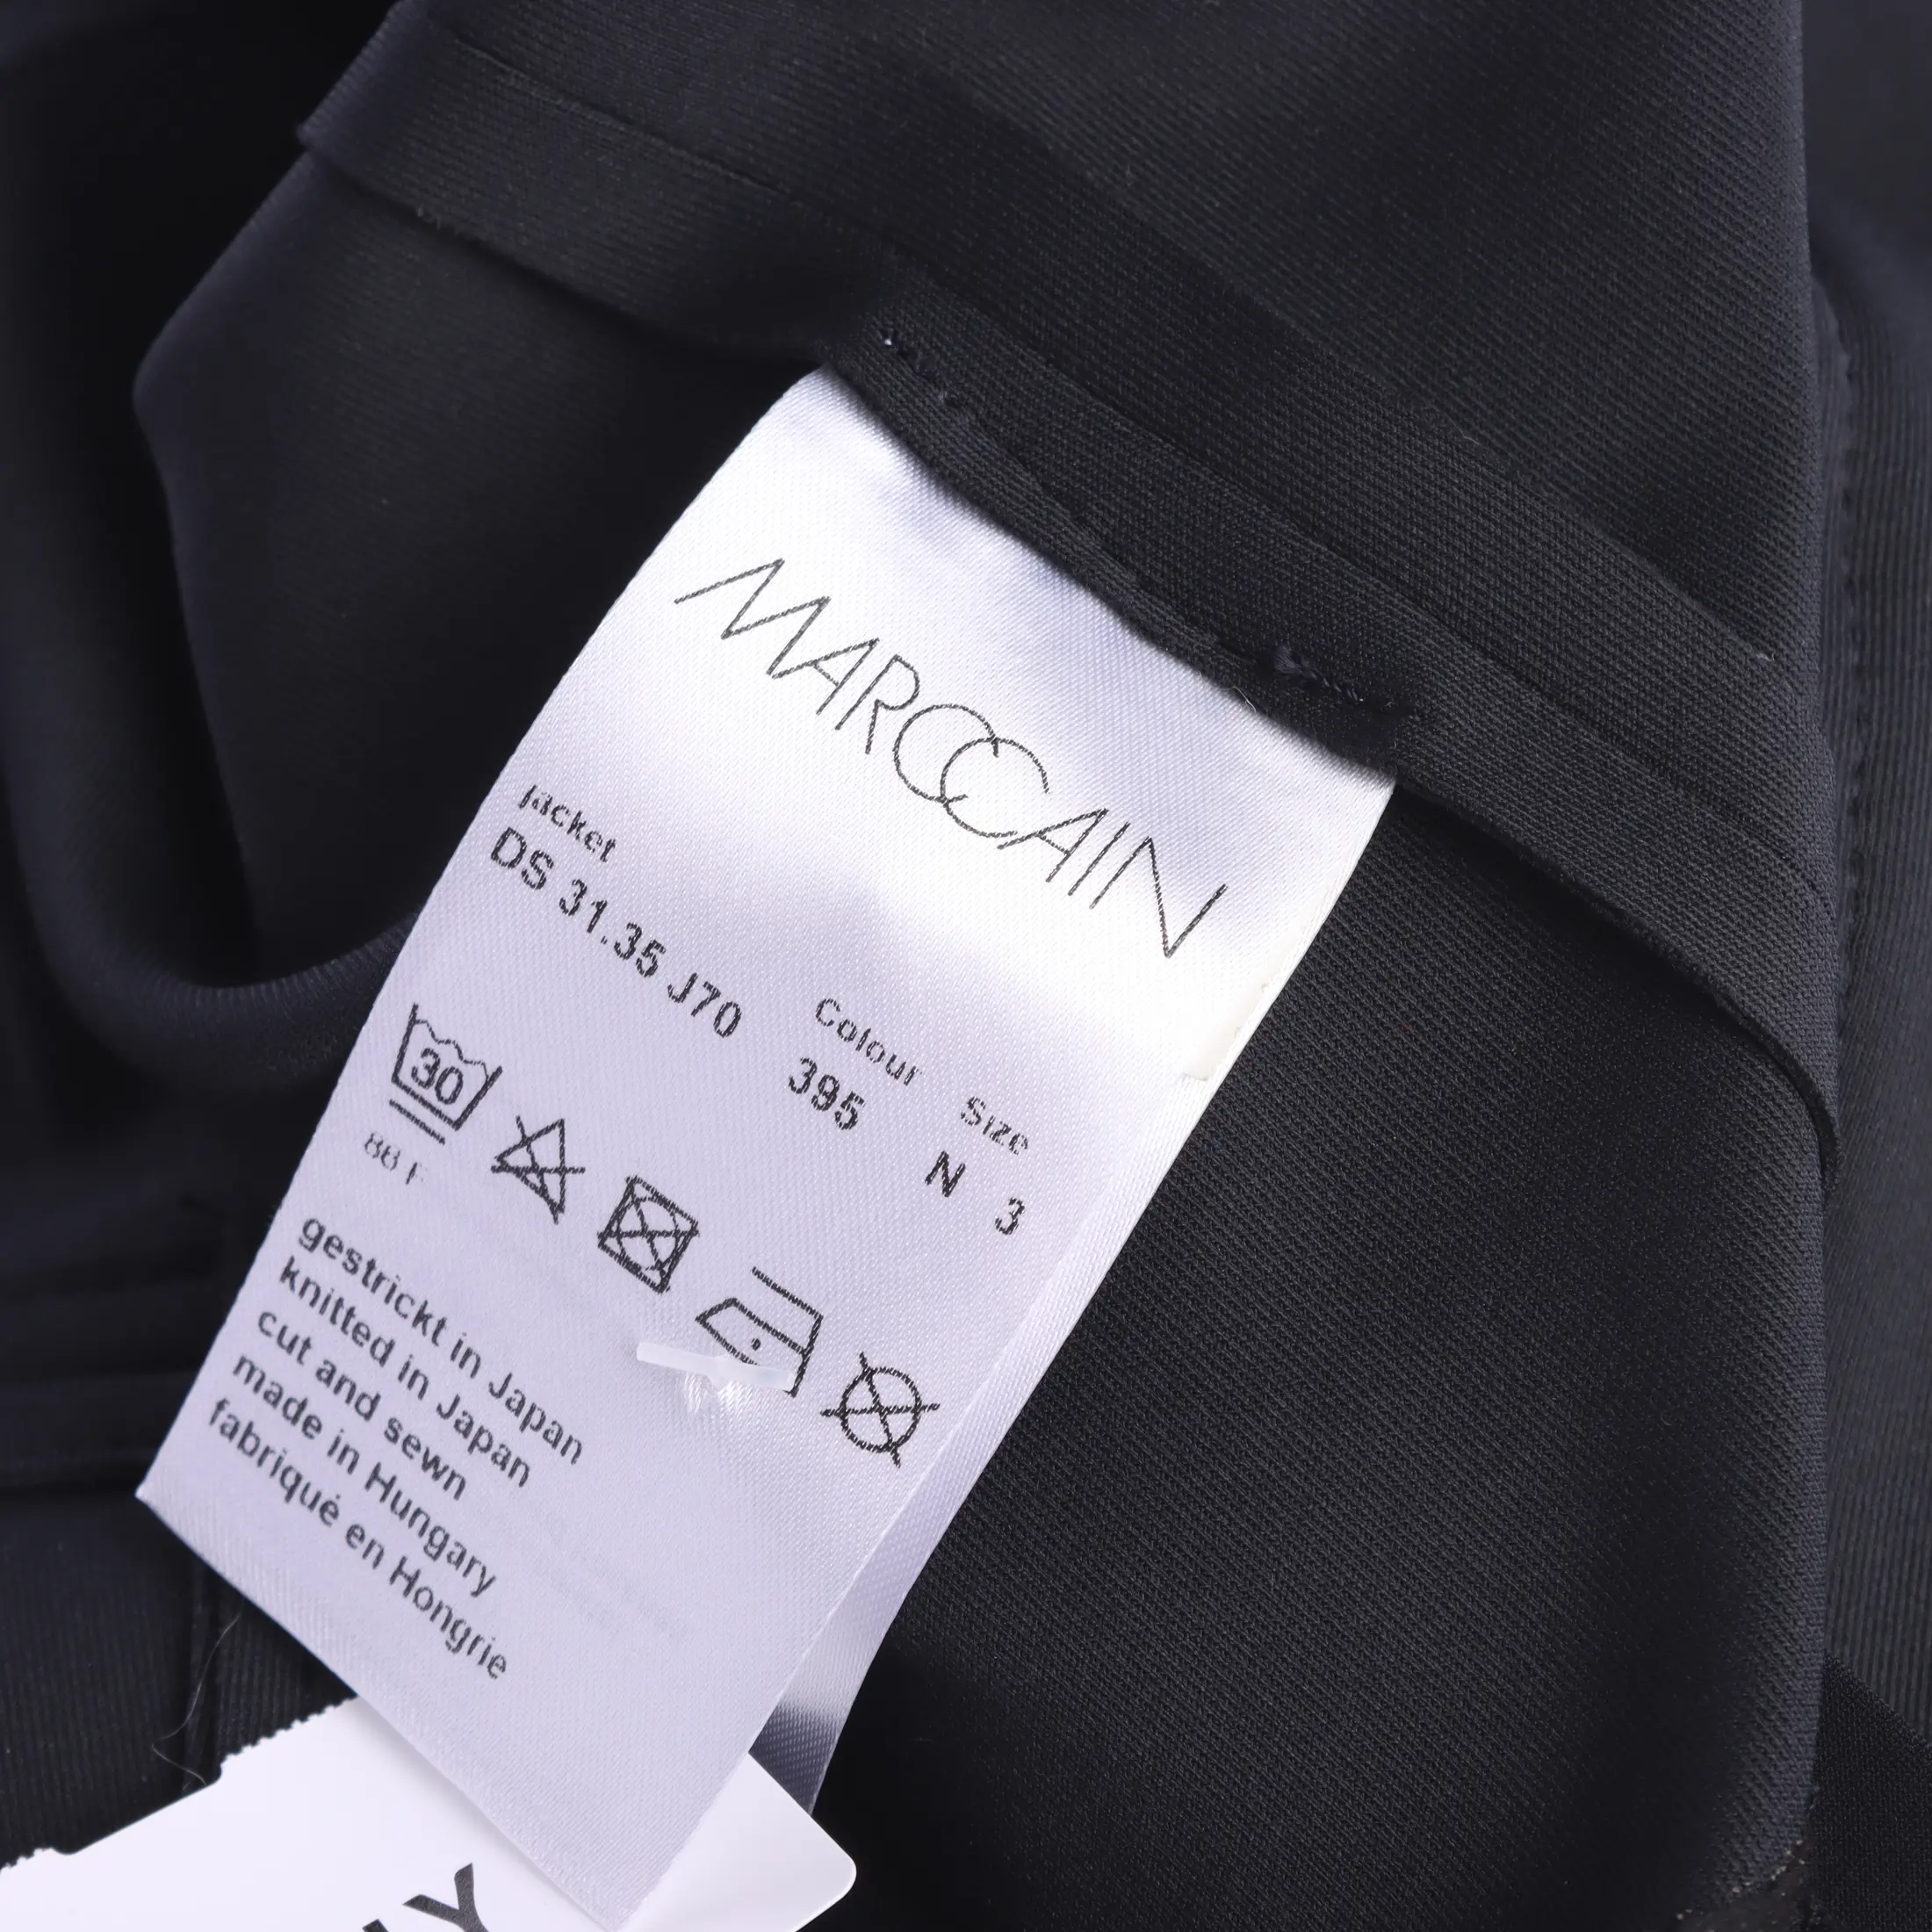 MARCCAIN
Jacket
DS 31.35 J70
Colour
395
Size
N 3
30
86 F
gestrickt in Japan
knitted in Japan
cut and sewn
made in Hungary
fabriqué en Hongrie